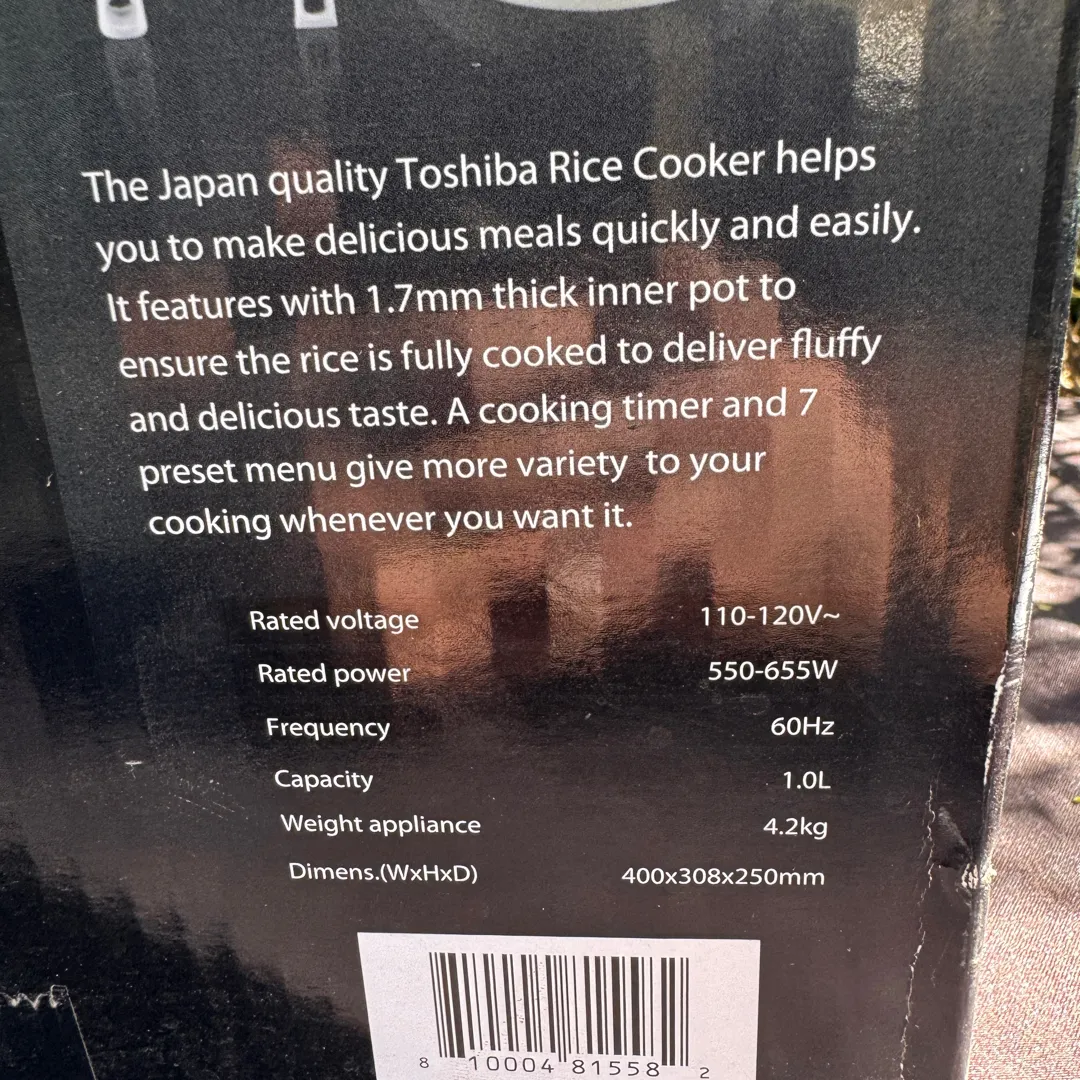 The Japan quality Toshiba Rice Cooker helps
you to make delicious meals quickly and easily.
It features with 1.7mm thick inner pot to
ensure the rice is fully cooked to deliver fluffy
and delicious taste. A cooking timer and 7
preset menu give more variety to your
cooking whenever you want it.
Rated voltage 110-120V~
Rated power 550-655W
Frequency 60Hz
Capacity 1.0L
Weight appliance 4.2kg
Dimens.(WxHxD) 400x308x250mm
8 10004 81558 2